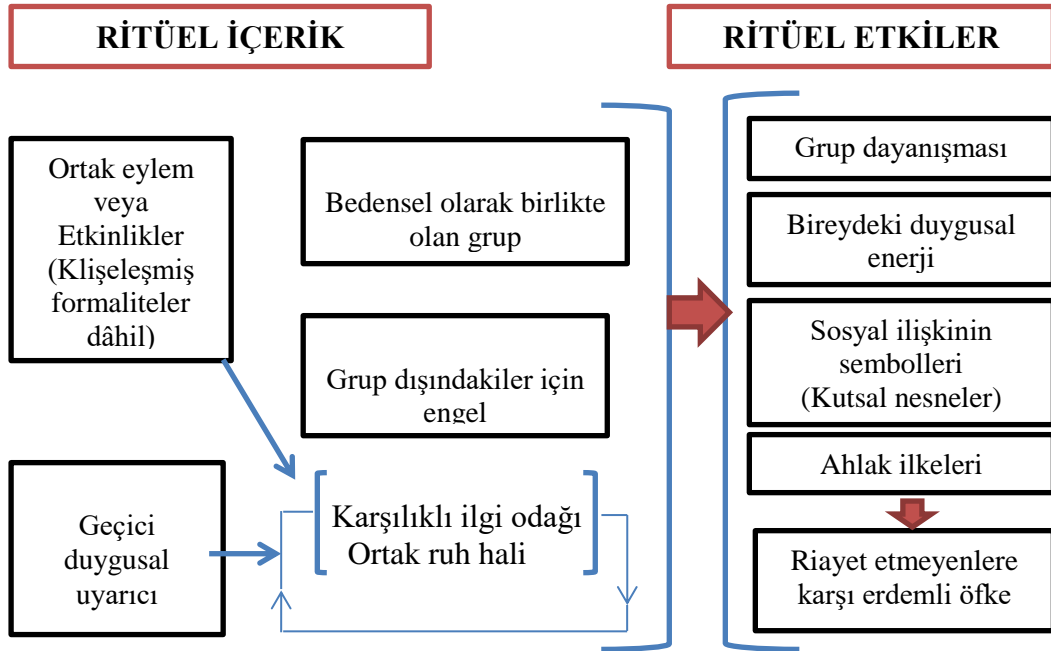 RİTÜEL İÇERİK
Ortak eylem
veya
Etkinlikler
(Klişeleşmiş
formaliteler
dâhil)
Bedensel olarak birlikte
olan grup
Grup dışındakiler için
engel
Geçici
duygusal
uyarıcı
Karşılıklı ilgi odağı
Ortak ruh hali
RİTÜEL ETKİLER
Grup dayanışması
Bireydeki duygusal
enerji
Sosyal ilişkinin
sembolleri
(Kutsal nesneler)
Ahlak ilkeleri
Riayet etmeyenlere
karşı erdemli öfke